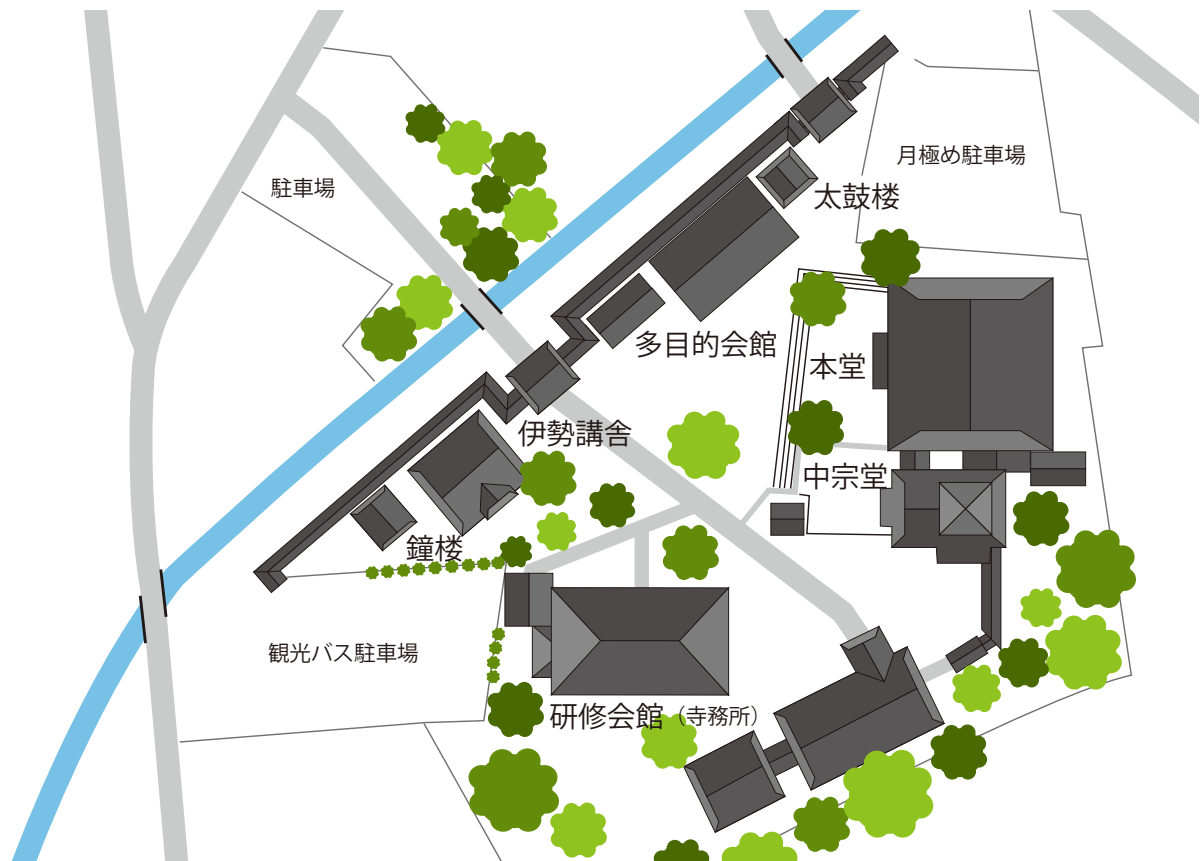 月極め駐車場
駐車場
太鼓楼
多目的会館
本堂
伊勢講舎
中宗堂
鐘楼
観光バス駐車場
研修会館（寺務所）